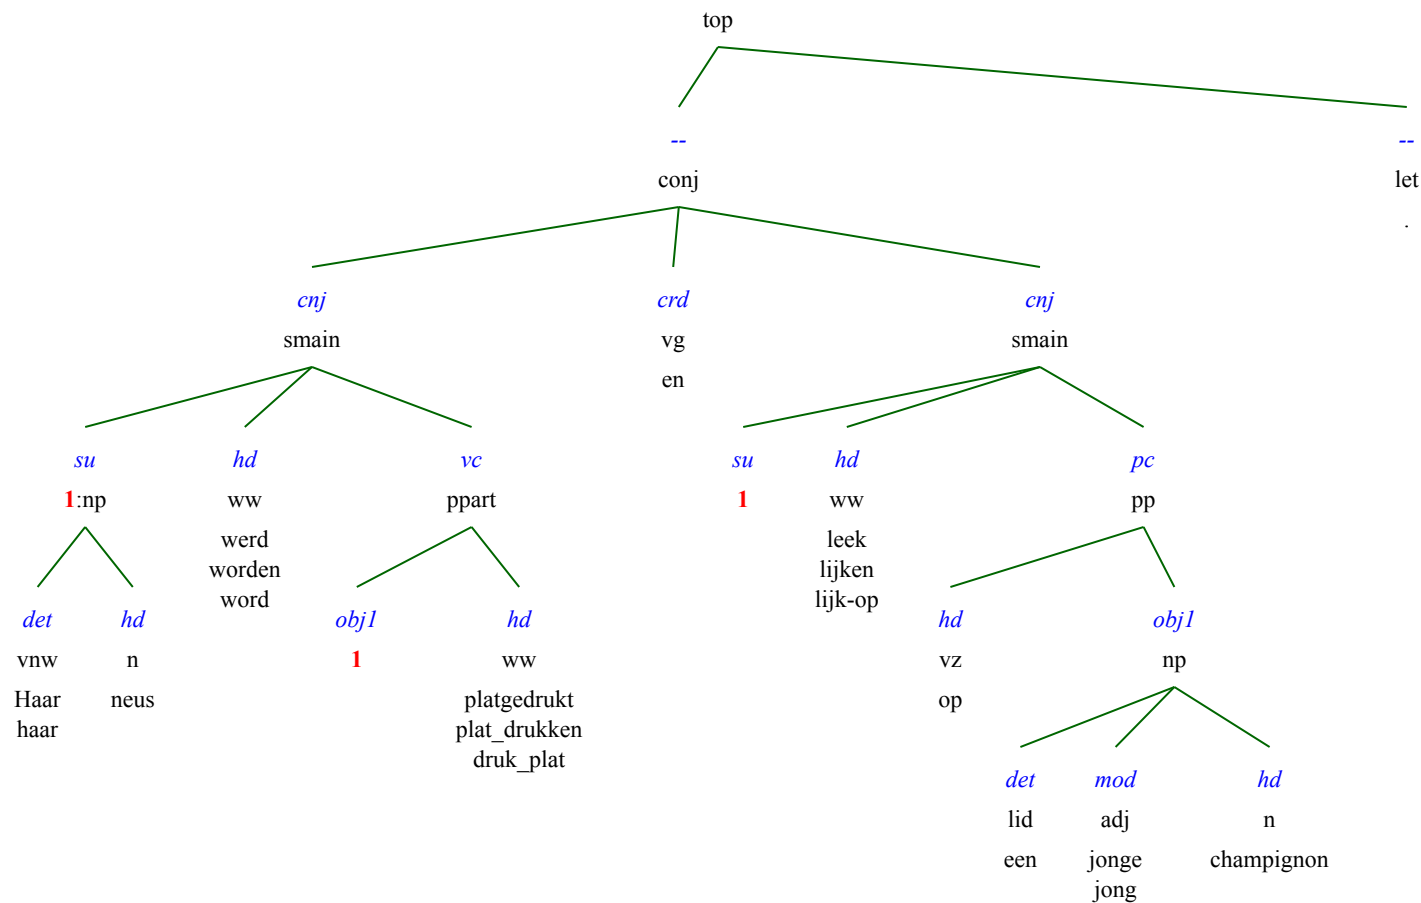 top
-- --
conj let
.
cnj crd cnj
smain vg smain
en
su hd vc su hd pc
1:np ww ppart 1 ww pp
werd leek
worden lijken
word lijk-op
det hd obj1 hd hd obj1
vnw n 1 ww vz np
Haar neus platgedrukt op
haar plat_drukken
druk_plat
det mod hd
lid adj n
een jonge champignon
jong